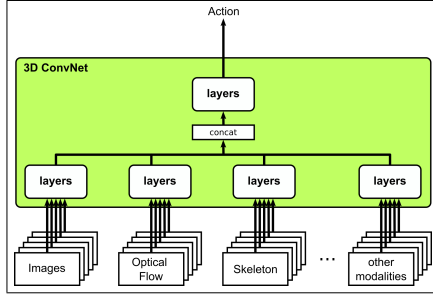 Action
3D ConvNet
layers
concat
layers
layers
layers
layers
Images
Optical
Flow
Skeleton
...
other
modalities